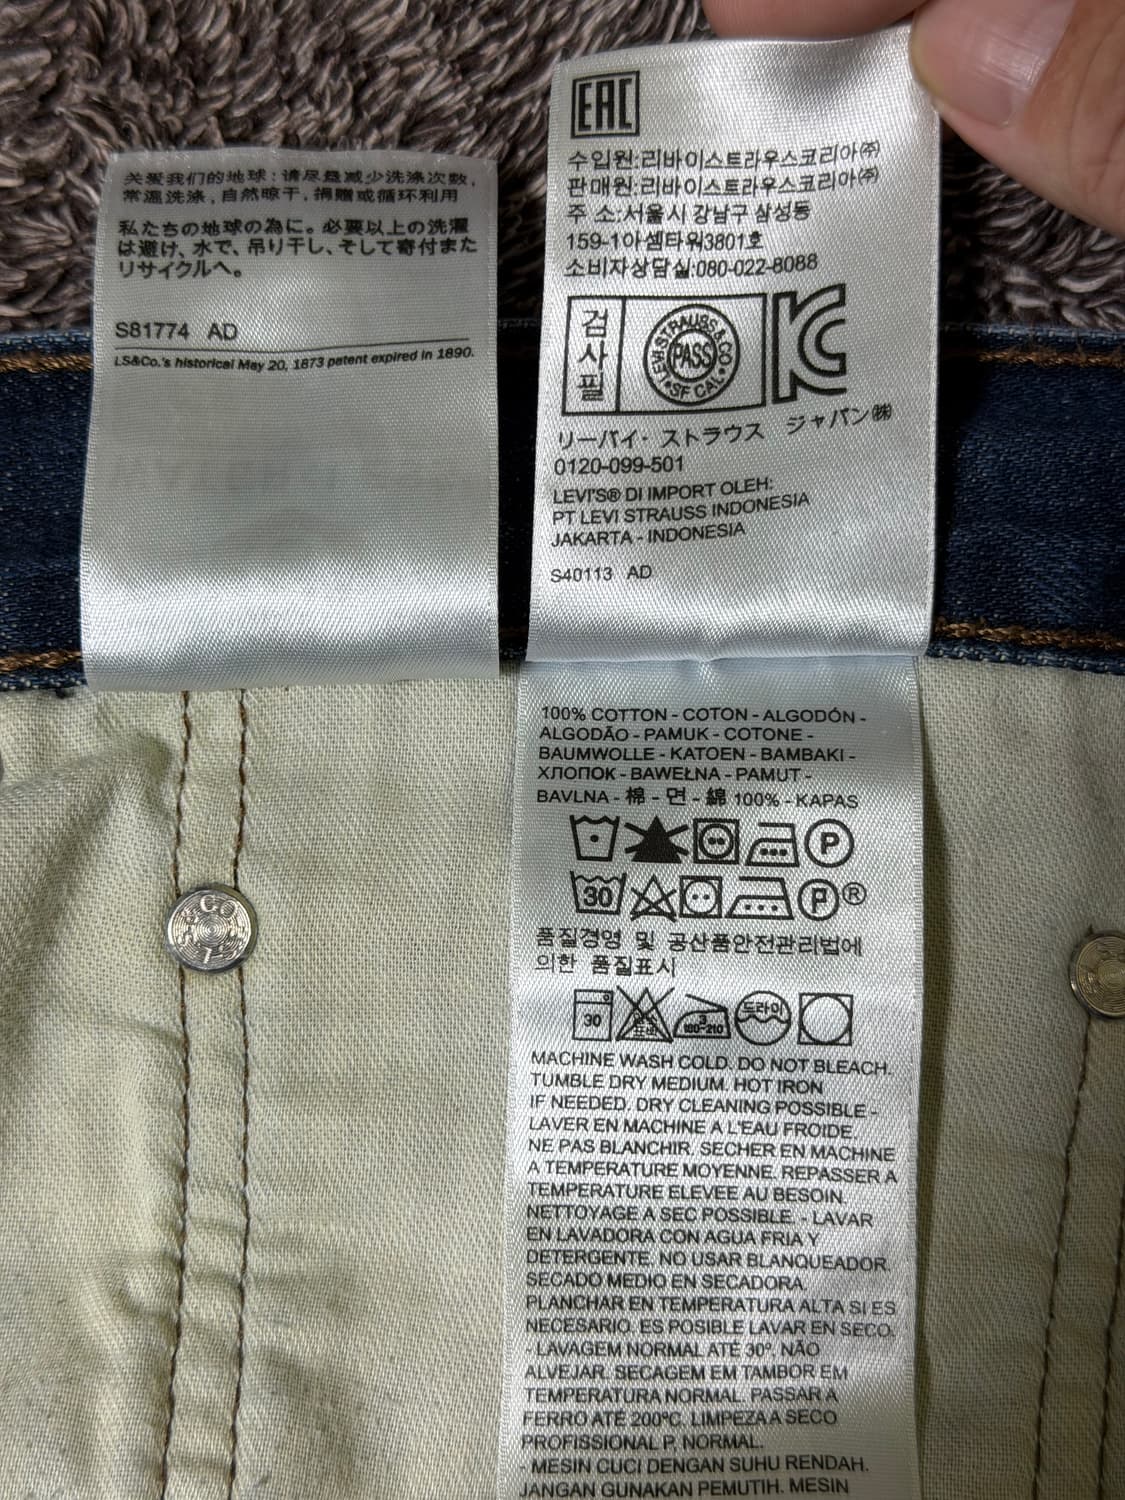 关爱我们的地球：请尽量减少洗涤次数，
常温洗涤，自然晾干，捐赠或循环利用
私たちの地球の為に。必要以上の洗濯
は避け、水で、吊り干し、そして寄付また
リサイクルへ。
S81774 AD
LS&Co.'s historical May 20, 1873 patent expired in 1890.
EAC
수입원:리바이스트라우스코리아㈜
판매원:리바이스트라우스코리아㈜
주 소:서울시 강남구 삼성동
159-1아셈타워3801호
소비자상담실:080-022-8088
검사필
LEVI STRAUSS & CO
PASS
SF CAL
KC
リーバイ・ストラウス ジャパン㈱
0120-099-501
LEVI'S® DI IMPORT OLEH:
PT LEVI STRAUSS INDONESIA
JAKARTA - INDONESIA
S40113 AD
100% COTTON - COTON - ALGODÓN -
ALGODÃO - PAMUK - COTONE -
BAUMWOLLE - KATOEN - BAMBAKI -
ХЛОПОК - BAWEŁNA - PAMUT -
BAVLNA - 棉 - 면 - 綿 100% - KAPAS
P
30 P ®
품질경영 및 공산품안전관리법에
의한 품질표시
30 3 180~210 드라이
MACHINE WASH COLD. DO NOT BLEACH.
TUMBLE DRY MEDIUM. HOT IRON
IF NEEDED. DRY CLEANING POSSIBLE -
LAVER EN MACHINE A L'EAU FROIDE.
NE PAS BLANCHIR. SECHER EN MACHINE
A TEMPERATURE MOYENNE. REPASSER A
TEMPERATURE ELEVEE AU BESOIN.
NETTOYAGE A SEC POSSIBLE. - LAVAR
EN LAVADORA CON AGUA FRIA Y
DETERGENTE. NO USAR BLANQUEADOR.
SECADO MEDIO EN SECADORA.
PLANCHAR EN TEMPERATURA ALTA SI ES
NECESARIO. ES POSIBLE LAVAR EN SECO.
- LAVAGEM NORMAL ATÉ 30º. NÃO
ALVEJAR. SECAGEM EM TAMBOR EM
TEMPERATURA NORMAL. PASSAR A
FERRO ATÉ 200ºC. LIMPEZA A SECO
PROFISSIONAL P, NORMAL.
- MESIN CUCI DENGAN SUHU RENDAH.
JANGAN GUNAKAN PEMUTIH. MESIN